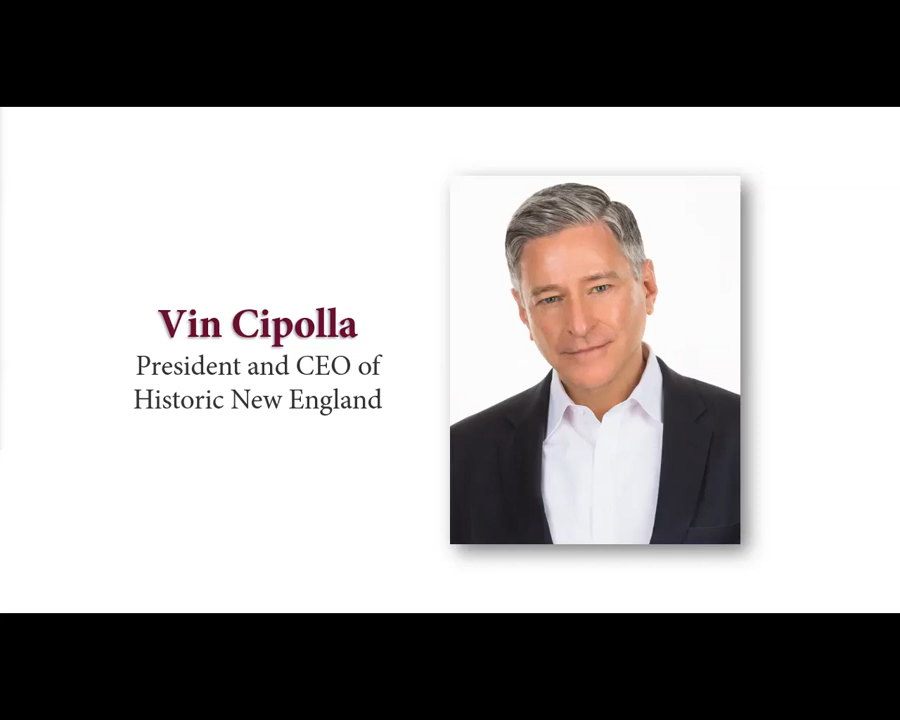 Vin Cipolla
President and CEO of
Historic New England